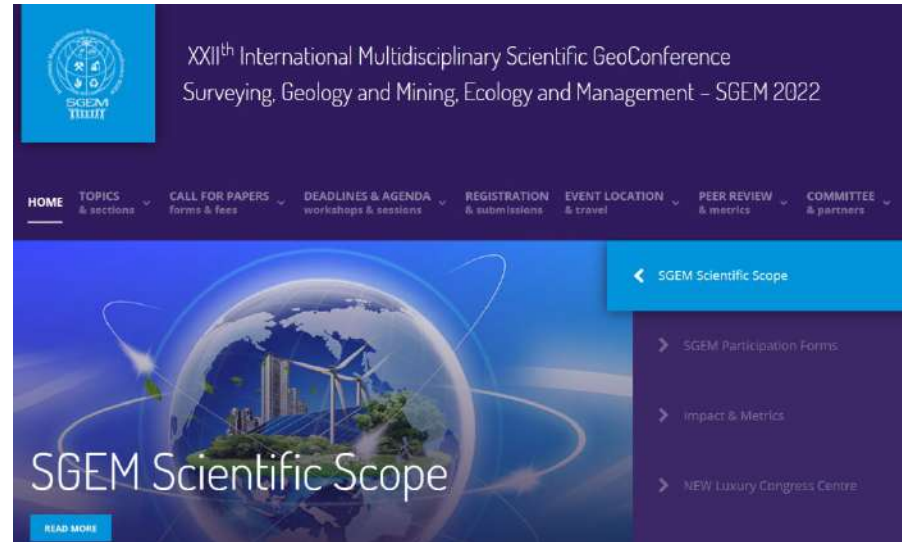 XXIIth International Multidisciplinary Scientific GeoConference
Surveying, Geology and Mining, Ecology and Management – SGEM 2022
SGEM
HOME
TOPICS
& sections
CALL FOR PAPERS
forms & fees
DEADLINES & AGENDA
workshops & sessions
REGISTRATION
& submissions
EVENT LOCATION
& travel
PEER REVIEW
& metrics
COMMITTEE
& partners
SGEM Scientific Scope
READ MORE
SGEM Scientific Scope
SGEM Participation Forms
Impact & Metrics
NEW Luxury Congress Centre